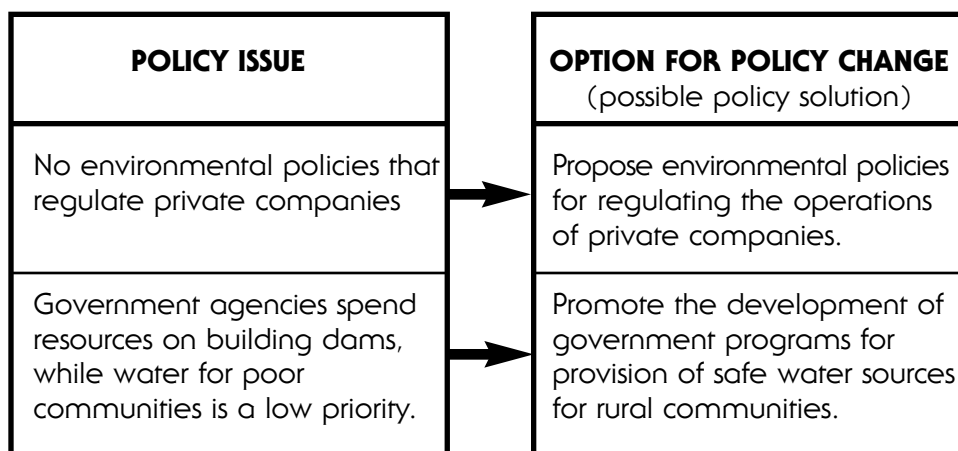 POLICY ISSUE
OPTION FOR POLICY CHANGE
(possible policy solution)
No environmental policies that
regulate private companies
Propose environmental policies
for regulating the operations
of private companies.
Government agencies spend
resources on building dams,
while water for poor
communities is a low priority.
Promote the development of
government programs for
provision of safe water sources
for rural communities.